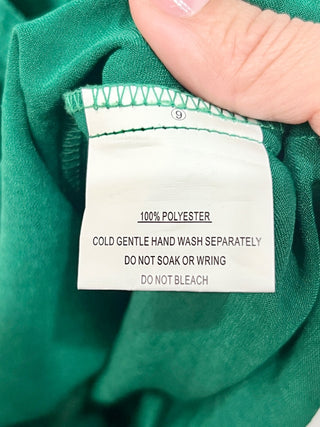 9
100% POLYESTER
COLD GENTLE HAND WASH SEPARATELY
DO NOT SOAK OR WRING
DO NOT BLEACH